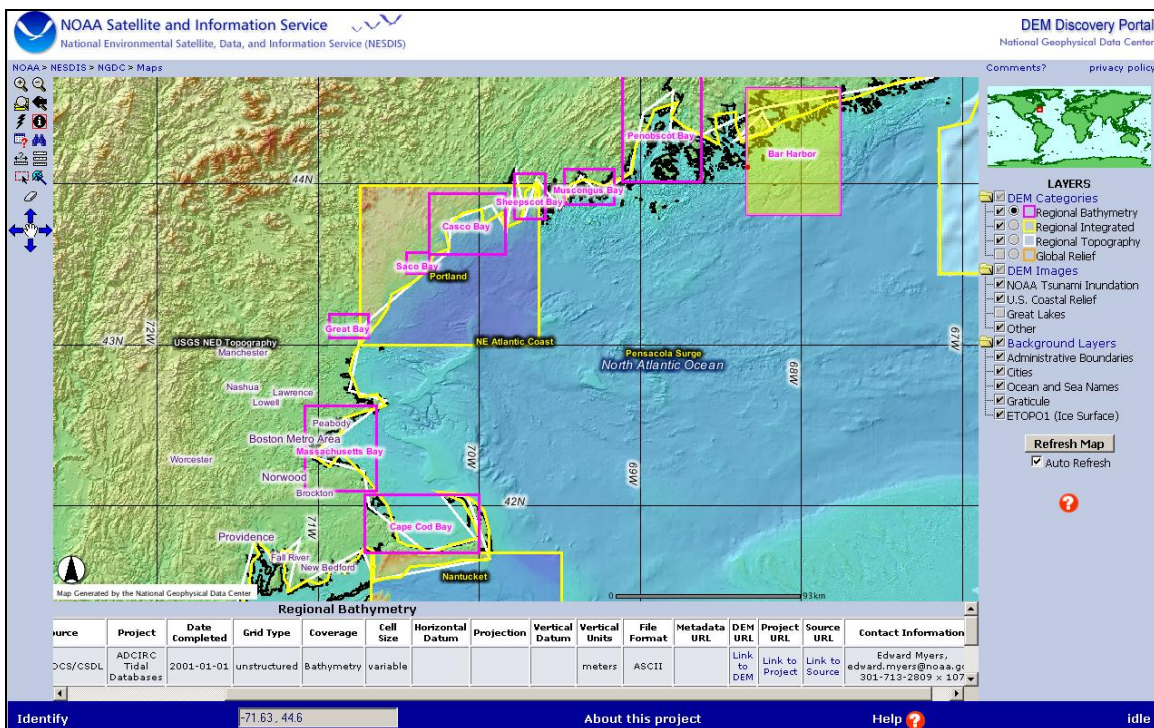 NOAA Satellite and Information Service
National Environmental Satellite, Data, and Information Service (NESDIS)
DEM Discovery Portal
National Geophysical Data Center
NOAA > NESDIS > NGDC > Maps
Comments? privacy policy
Penobscot Bay
Bar Harbor
44N
Muscongus Bay
Sheepscot Bay
Casco Bay
Saco Bay
Portland
Great Bay
72W
43N
USGS NED Topography
NE Atlantic Coast
Manchester
Pensacola Surge
North Atlantic Ocean
68W
67W
Nashua
Lawrence
Lowell
Peabody
Boston Metro Area
Massachusetts Bay
Worcester
70W
69W
Norwood
Brockton
42N
71W
Cape Cod Bay
Providence
Fall River
New Bedford
Nantucket
Map Generated by the National Geophysical Data Center
0 93km
LAYERS
DEM Categories
Regional Bathymetry
Regional Integrated
Regional Topography
Global Relief
DEM Images
NOAA Tsunami Inundation
U.S. Coastal Relief
Great Lakes
Other
Background Layers
Administrative Boundaries
Cities
Ocean and Sea Names
Graticule
ETOPO1 (Ice Surface)
Refresh Map
Auto Refresh
?
Regional Bathymetry
ource Project Date Completed Grid Type Coverage Cell Size Horizontal Datum Projection Vertical Datum Vertical Units File Format Metadata URL DEM URL Project URL Source URL Contact Information
OCS/CSDL ADCIRC Tidal Databases 2001-01-01 unstructured Bathymetry variable meters ASCII Link to DEM Link to Project Link to Source Edward Myers, edward.myers@noaa.gc 301-713-2809 x 107
Identify -71.63 , 44.6 About this project Help ? idle